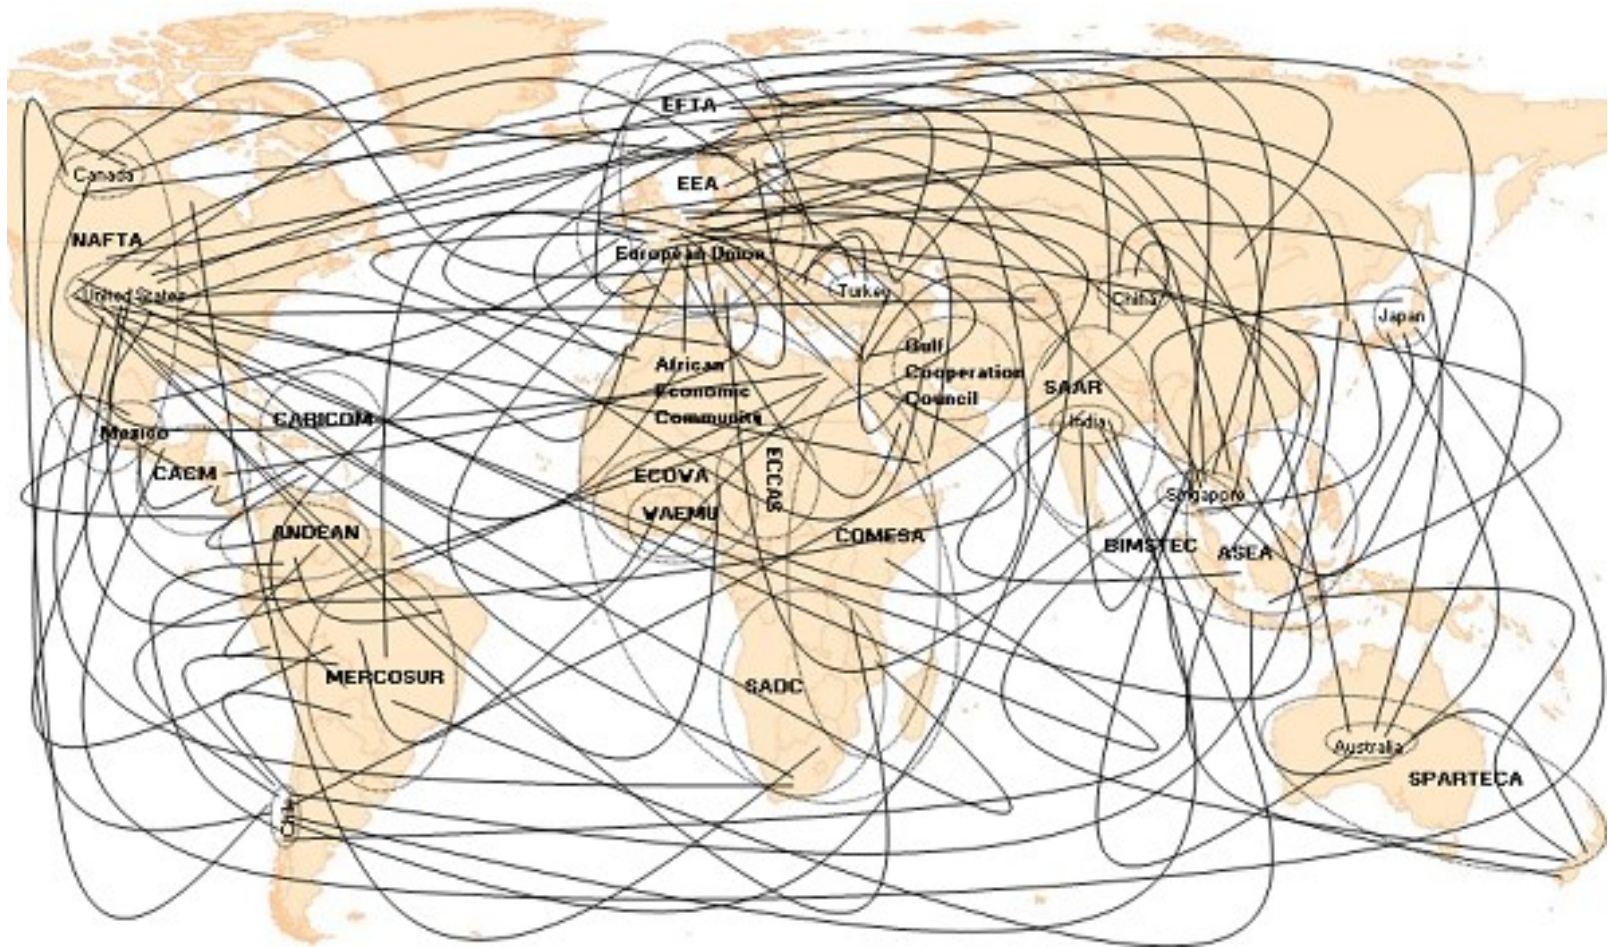 EFTA
Canada
EEA
NAFTA
European Union
United States
Turkey
China
Japan
African
Economic
Community
Gulf
Cooperation
Council
SAAR
India
CARICOM
Mexico
CACM
ECOWA
ECCAS
WAEMU
Singapore
ANDEAN
COMESA
BIMSTEC
ASEA
MERCOSUR
SADC
Australia
SPARTECA
Chile